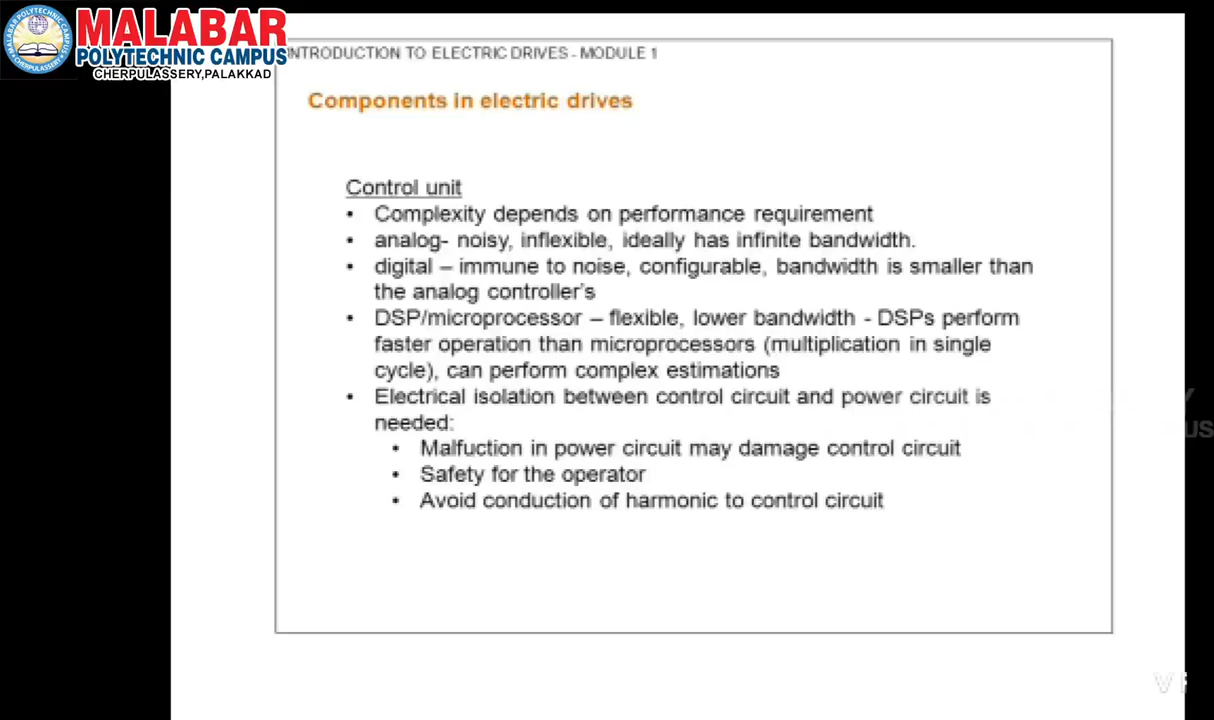 MALABAR
POLYTECHNIC CAMPUS
CHERPULASSERY,PALAKKAD
INTRODUCTION TO ELECTRIC DRIVES - MODULE 1
Components in electric drives
Control unit
• Complexity depends on performance requirement
• analog- noisy, inflexible, ideally has infinite bandwidth.
• digital – immune to noise, configurable, bandwidth is smaller than
the analog controller's
• DSP/microprocessor – flexible, lower bandwidth - DSPs perform
faster operation than microprocessors (multiplication in single
cycle), can perform complex estimations
• Electrical isolation between control circuit and power circuit is
needed:
• Malfuction in power circuit may damage control circuit
• Safety for the operator
• Avoid conduction of harmonic to control circuit